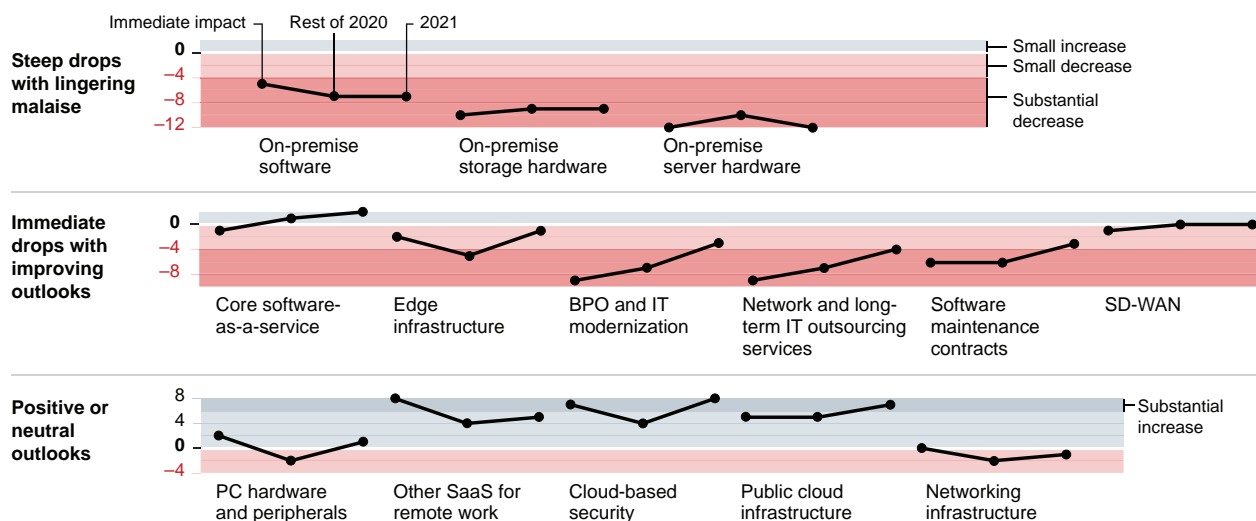 Immediate impact
Rest of 2020
2021
Steep drops
with lingering
malaise
0
–4
–8
–12
Small increase
Small decrease
Substantial
decrease
On-premise
software
On-premise
storage hardware
On-premise
server hardware
Immediate
drops with
improving
outlooks
0
–4
–8
Core software-
as-a-service
Edge
infrastructure
BPO and IT
modernization
Network and long-
term IT outsourcing
services
Software
maintenance
contracts
SD-WAN
Positive or
neutral
outlooks
8
4
0
–4
Substantial
increase
PC hardware
and peripherals
Other SaaS for
remote work
Cloud-based
security
Public cloud
infrastructure
Networking
infrastructure